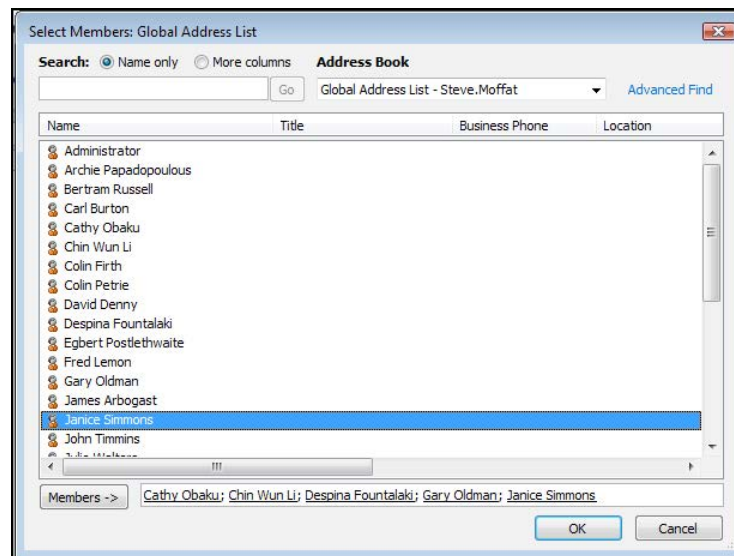 Select Members: Global Address List
Search: Name only More columns Address Book
Go Global Address List - Steve.Moffat Advanced Find
Name Title Business Phone Location
Administrator
Archie Papadopoulous
Bertram Russell
Carl Burton
Cathy Obaku
Chin Wun Li
Colin Firth
Colin Petrie
David Denny
Despina Fountalaki
Egbert Postlethwaite
Fred Lemon
Gary Oldman
James Arbogast
Janice Simmons
John Timmins
Members -> Cathy Obaku; Chin Wun Li; Despina Fountalaki; Gary Oldman; Janice Simmons
OK Cancel